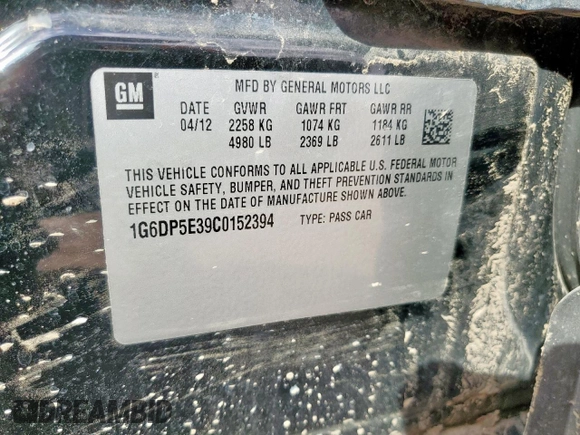 GM
MFD BY GENERAL MOTORS LLC
DATE GVWR GAWR FRT GAWR RR
04/12 2258 KG 1074 KG 1184 KG
4980 LB 2369 LB 2611 LB
THIS VEHICLE CONFORMS TO ALL APPLICABLE U.S. FEDERAL MOTOR
VEHICLE SAFETY, BUMPER, AND THEFT PREVENTION STANDARDS IN
EFFECT ON THE DATE OF MANUFACTURE SHOWN ABOVE.
1G6DP5E39C0152394 TYPE: PASS CAR
DREAMBID